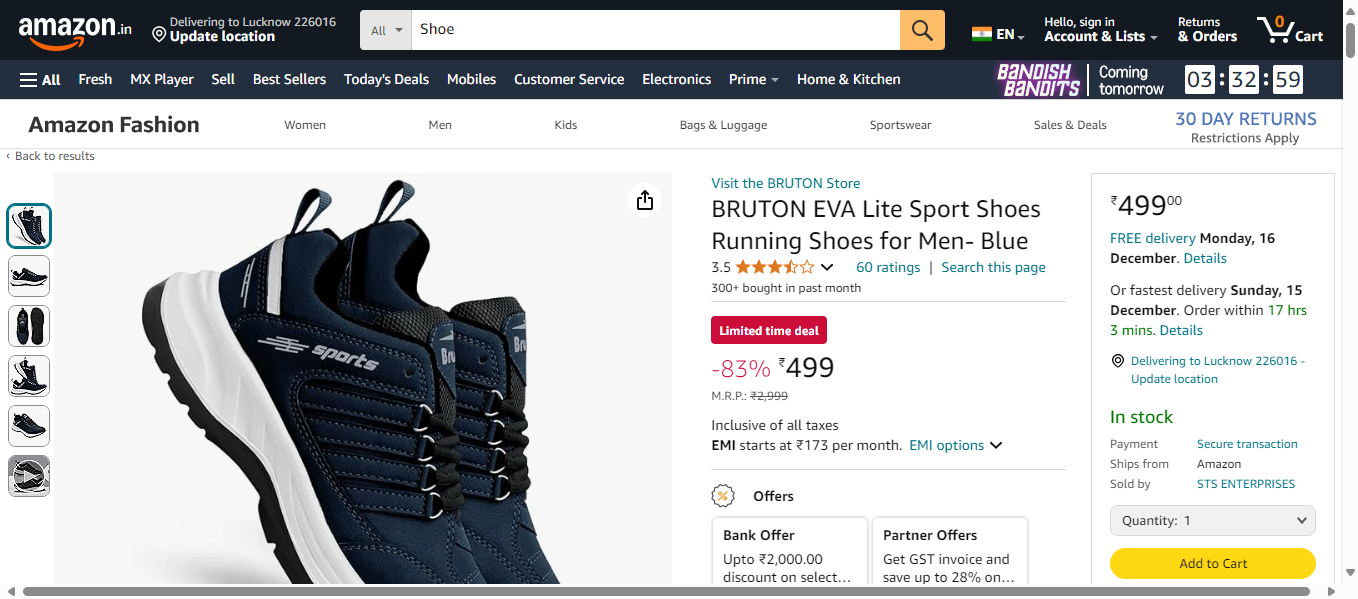 amazon.in
Delivering to Lucknow 226016
Update location
All
Shoe
EN
Hello, sign in
Account & Lists
Returns
& Orders
0
Cart
All
Fresh
MX Player
Sell
Best Sellers
Today's Deals
Mobiles
Customer Service
Electronics
Prime
Home & Kitchen
BANDISH
BANDITS
Coming
tomorrow
03 : 32 : 59
Amazon Fashion
Women
Men
Kids
Bags & Luggage
Sportswear
Sales & Deals
30 DAY RETURNS
Restrictions Apply
‹ Back to results
sports
Bru
Bru
Visit the BRUTON Store
BRUTON EVA Lite Sport Shoes
Running Shoes for Men- Blue
3.5
60 ratings | Search this page
300+ bought in past month
Limited time deal
-83% ₹499
M.R.P.: ₹2,999
Inclusive of all taxes
EMI starts at ₹173 per month. EMI options
%
Offers
Bank Offer
Upto ₹2,000.00
discount on select…
Partner Offers
Get GST invoice and
save up to 28% on…
₹49900
FREE delivery Monday, 16
December. Details
Or fastest delivery Sunday, 15
December. Order within 17 hrs
3 mins. Details
Delivering to Lucknow 226016 -
Update location
In stock
Payment Secure transaction
Ships from Amazon
Sold by STS ENTERPRISES
Quantity: 1
Add to Cart